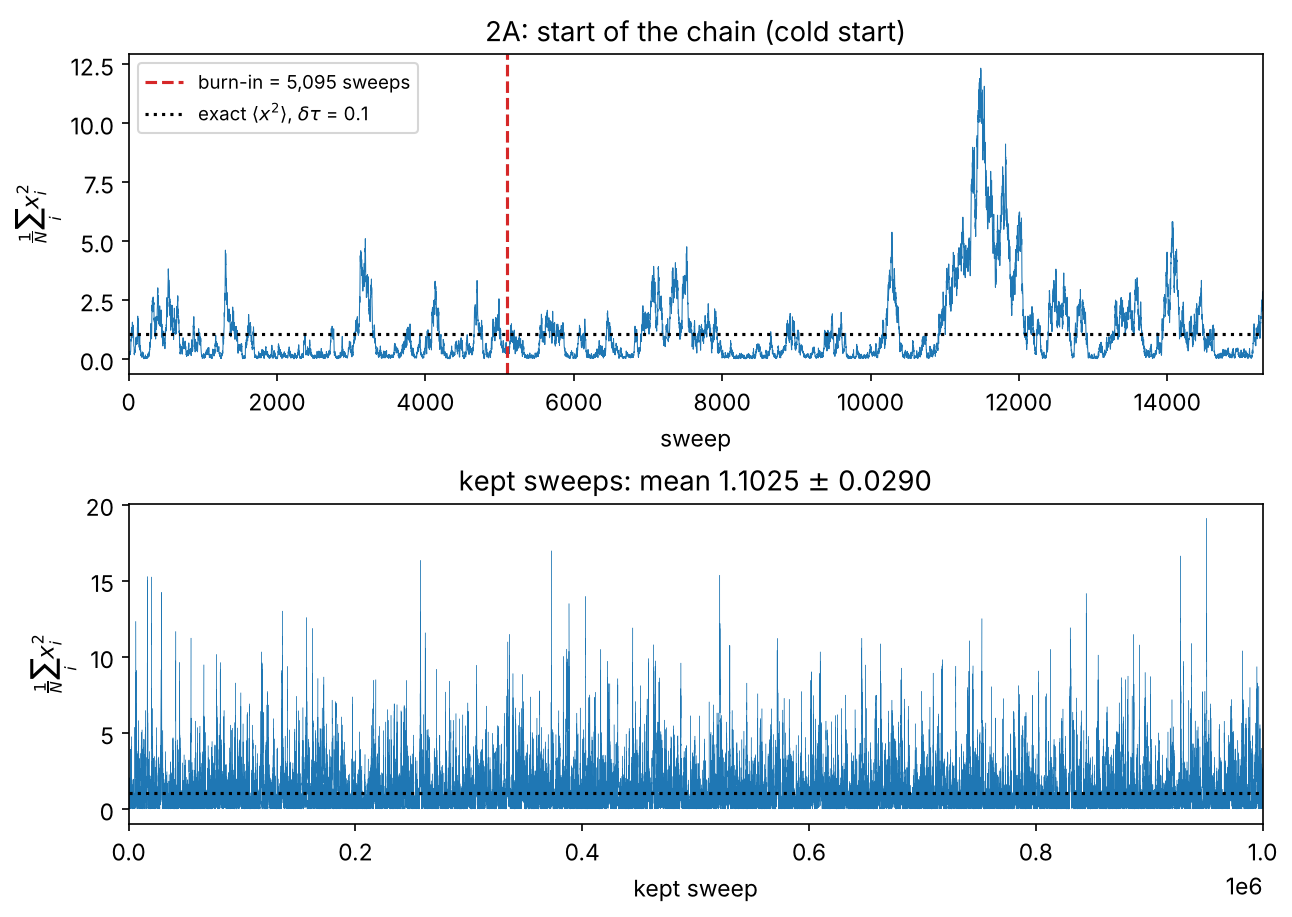 2A: start of the chain (cold start)
12.5
10.0
7.5
5.0
2.5
0.0
burn-in = 5,095 sweeps
exact ⟨x²⟩, δτ = 0.1
1/N ∑ᵢ xᵢ²
0 2000 4000 6000 8000 10000 12000 14000
sweep
kept sweeps: mean 1.1025 ± 0.0290
20
15
10
5
0
1/N ∑ᵢ xᵢ²
0.0 0.2 0.4 0.6 0.8 1.0
1e6
kept sweep